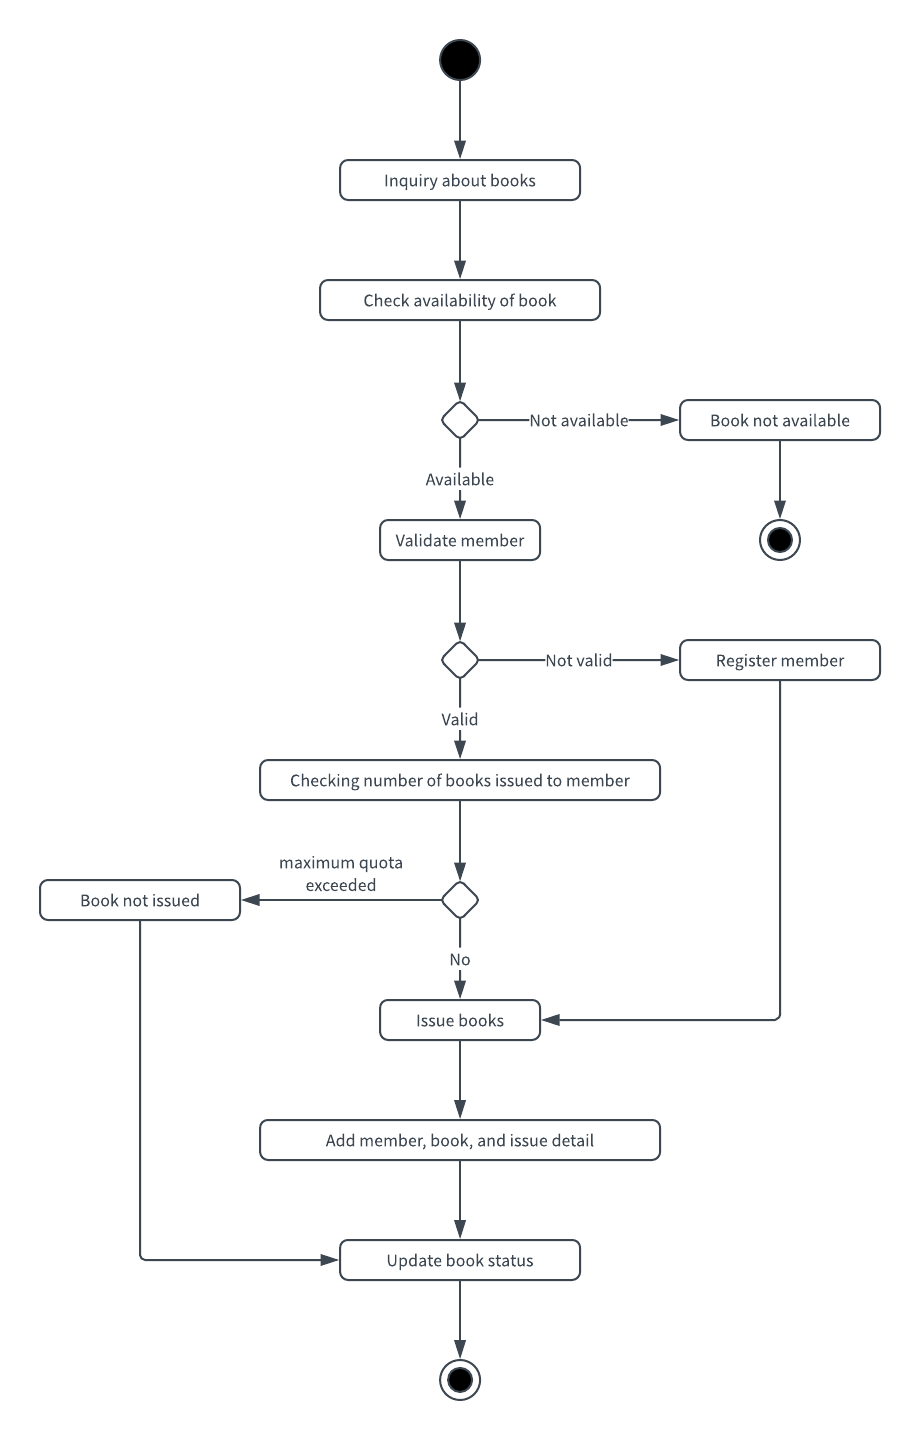 Inquiry about books
Check availability of book
Not available
Book not available
Available
Validate member
Not valid
Register member
Valid
Checking number of books issued to member
maximum quota
exceeded
Book not issued
No
Issue books
Add member, book, and issue detail
Update book status